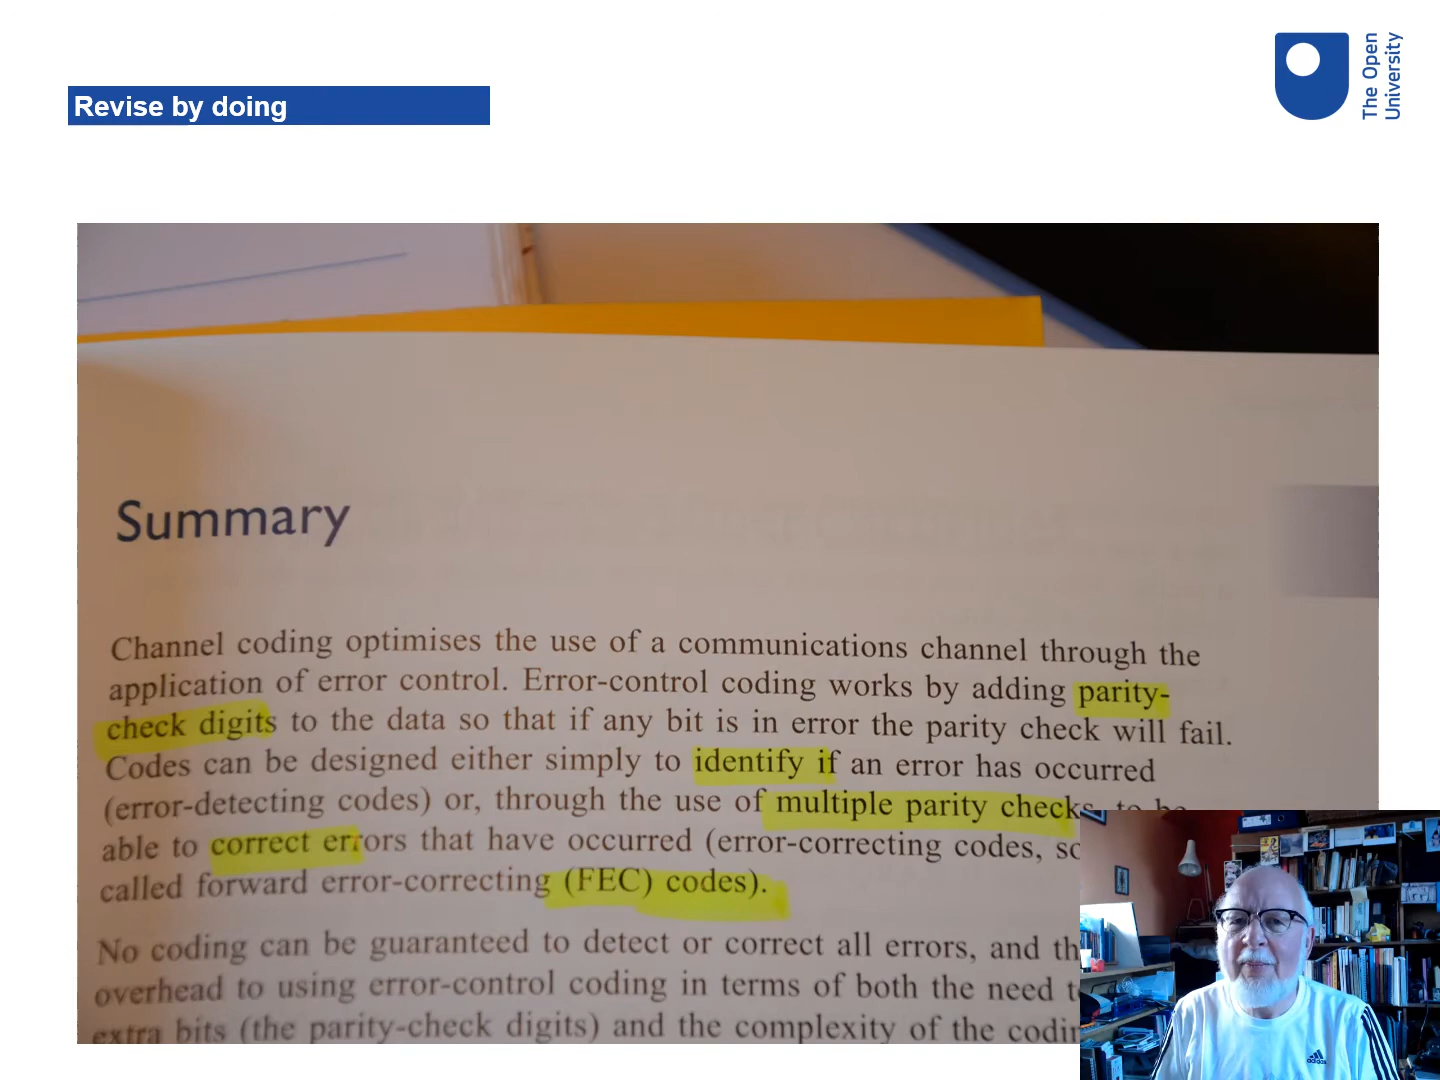 Revise by doing
The Open
University
Summary
Channel coding optimises the use of a communications channel through the
application of error control. Error-control coding works by adding parity-
check digits to the data so that if any bit is in error the parity check will fail.
Codes can be designed either simply to identify if an error has occurred
(error-detecting codes) or, through the use of multiple parity checks, to be
able to correct errors that have occurred (error-correcting codes,
called forward error-correcting (FEC) codes).
No coding can be guaranteed to detect or correct all errors, and
overhead to using error-control coding in terms of both the need
extra bits (the parity-check digits) and the complexity of the
adidas